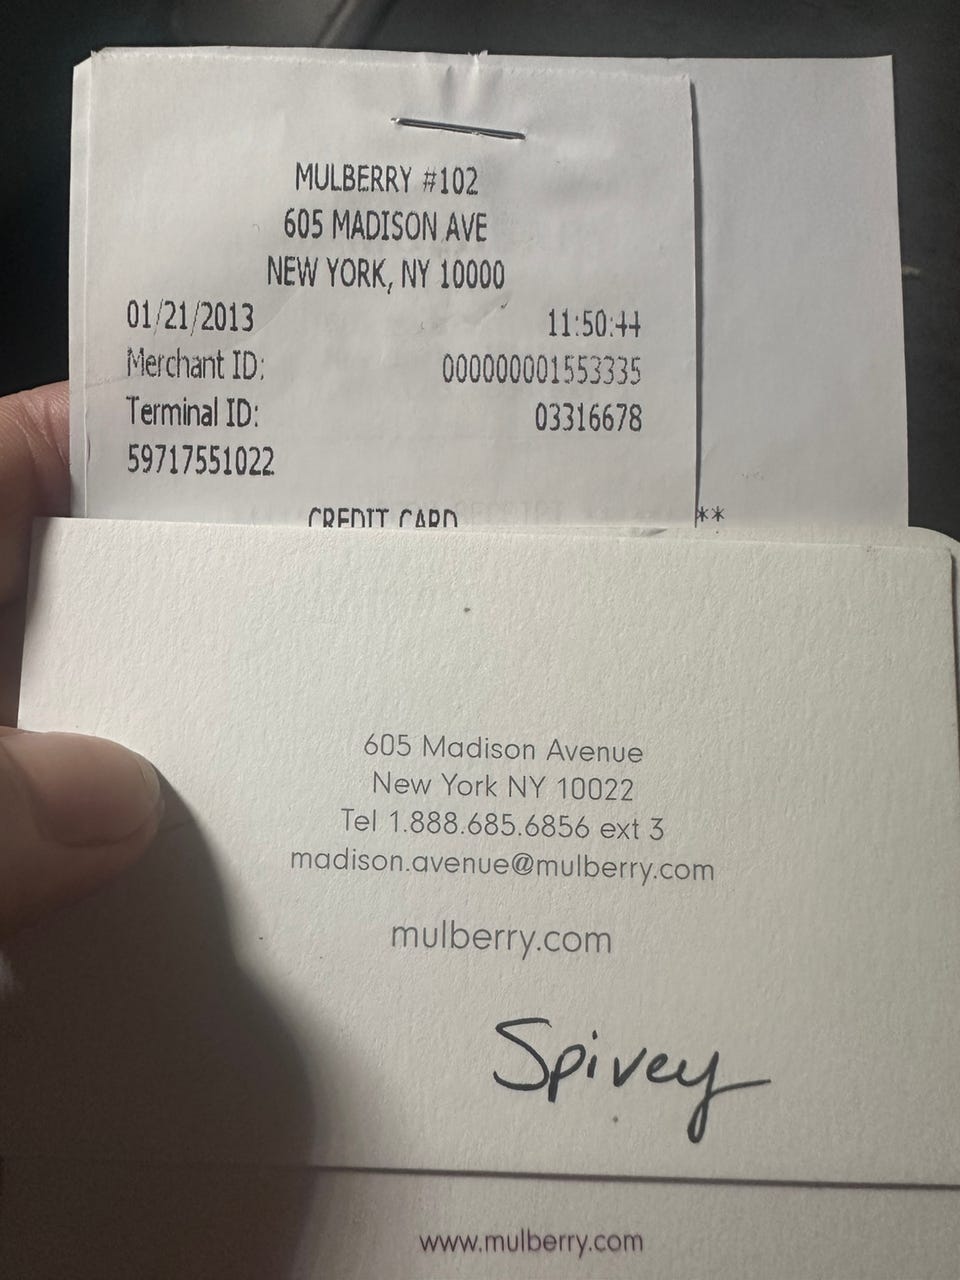 MULBERRY #102
605 MADISON AVE
NEW YORK, NY 10000
01/21/2013 11:50:44
Merchant ID: 000000001553335
Terminal ID: 03316678
59717551022
CREDIT CARD
**
605 Madison Avenue
New York NY 10022
Tel 1.888.685.6856 ext 3
madison.avenue@mulberry.com
mulberry.com
Spivey
www.mulberry.com